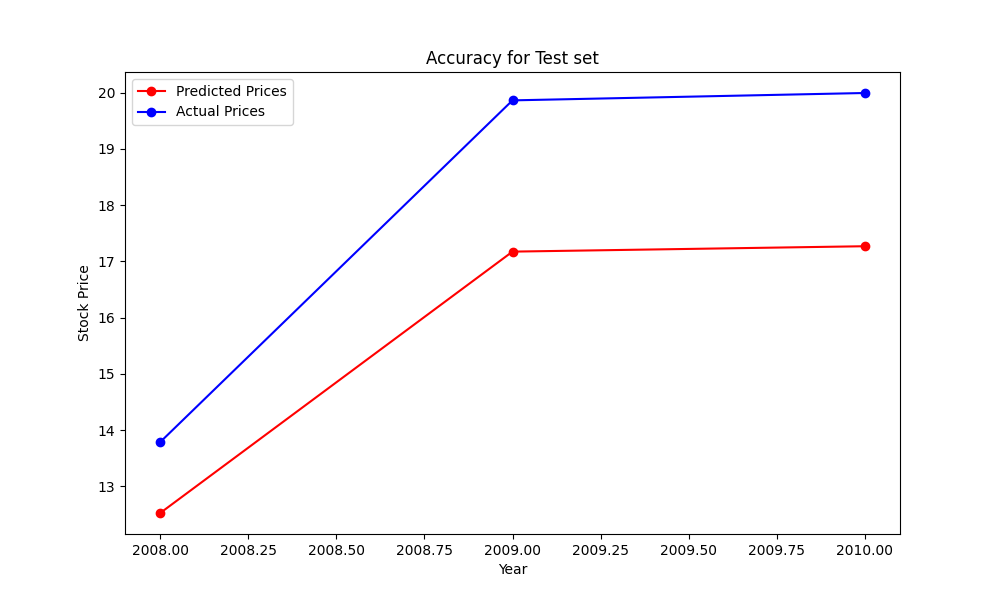 Accuracy for Test set
Predicted Prices
Actual Prices
20
19
18
17
16
15
14
13
Stock Price
2008.00 2008.25 2008.50 2008.75 2009.00 2009.25 2009.50 2009.75 2010.00
Year